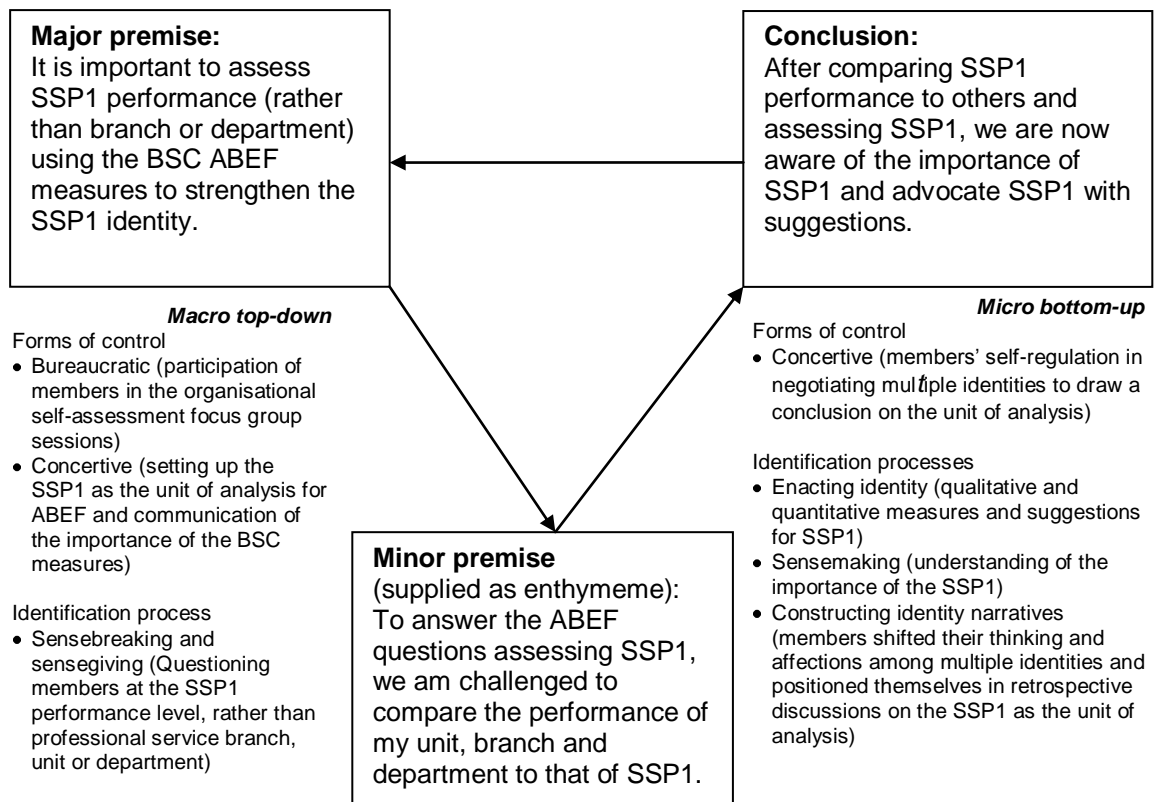 Major premise:
It is important to assess
SSP1 performance (rather
than branch or department)
using the BSC ABEF
measures to strengthen the
SSP1 identity.
Conclusion:
After comparing SSP1
performance to others and
assessing SSP1, we are now
aware of the importance of
SSP1 and advocate SSP1 with
suggestions.
Macro top-down
Forms of control
• Bureaucratic (participation of
members in the organisational
self-assessment focus group
sessions)
• Concertive (setting up the
SSP1 as the unit of analysis for
ABEF and communication of
the importance of the BSC
measures)
Identification process
• Sensebreaking and
sensegiving (Questioning
members at the SSP1
performance level, rather than
professional service branch,
unit or department)
Minor premise
(supplied as enthymeme):
To answer the ABEF
questions assessing SSP1,
we am challenged to
compare the performance of
my unit, branch and
department to that of SSP1.
Micro bottom-up
Forms of control
• Concertive (members' self-regulation in
negotiating multiple identities to draw a
conclusion on the unit of analysis)
Identification processes
• Enacting identity (qualitative and
quantitative measures and suggestions
for SSP1)
• Sensemaking (understanding of the
importance of the SSP1)
• Constructing identity narratives
(members shifted their thinking and
affections among multiple identities and
positioned themselves in retrospective
discussions on the SSP1 as the unit of
analysis)